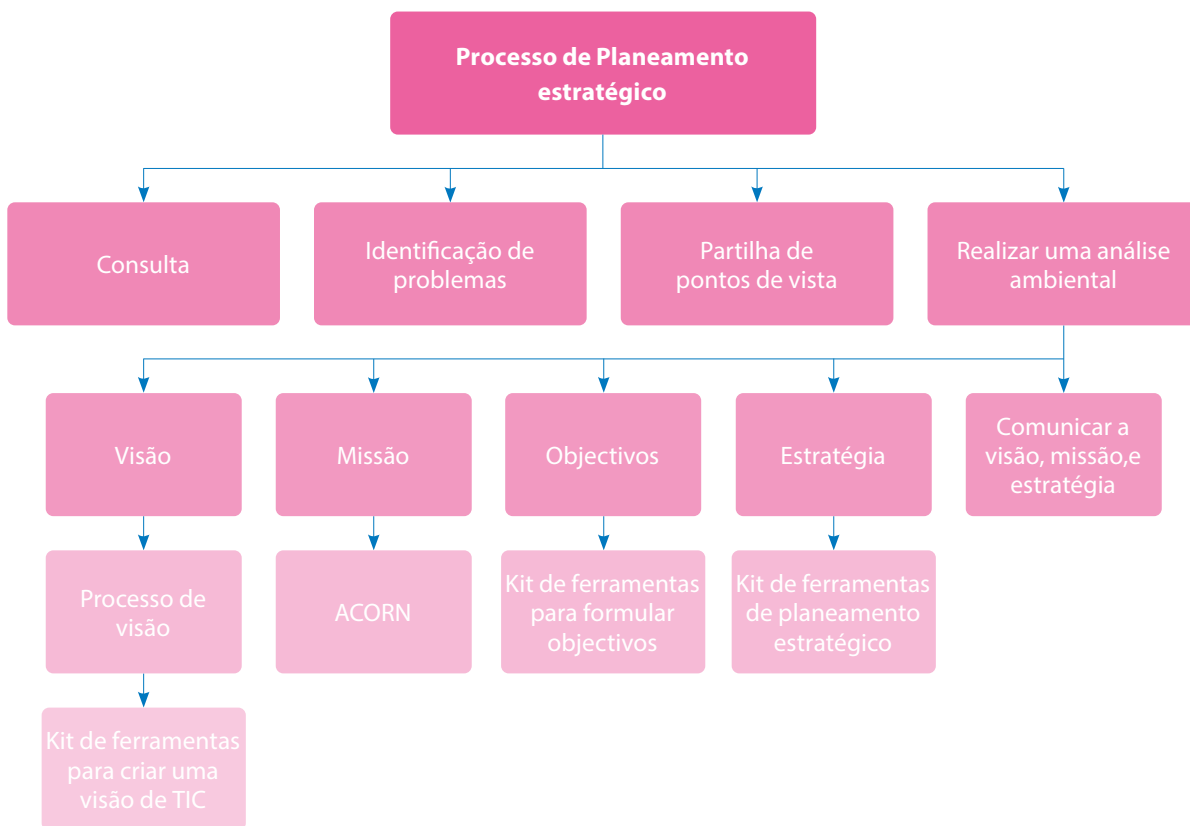 Processo de Planeamento
estratégico
Consulta
Identificação de
problemas
Partilha de
pontos de vista
Realizar uma análise
ambiental
Visão
Missão
Objectivos
Estratégia
Comunicar a
visão, missão,e
estratégia
Processo de
visão
ACORN
Kit de ferramentas
para formular
objectivos
Kit de ferramentas
de planeamento
estratégico
Kit de ferramentas
para criar uma
visão de TIC